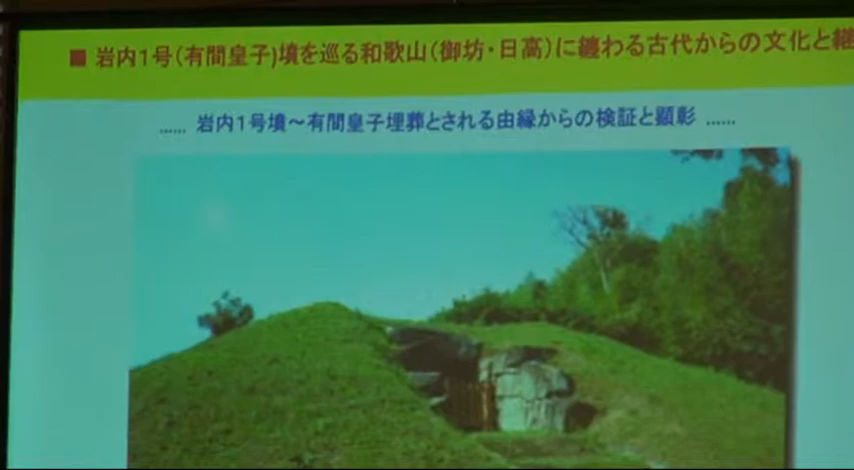 ■ 岩内1号(有間皇子)墳を巡る和歌山(御坊・日高)に纏わる古代からの文化と継
…… 岩内1号墳～有間皇子埋葬とされる由縁からの検証と顕彰 ……